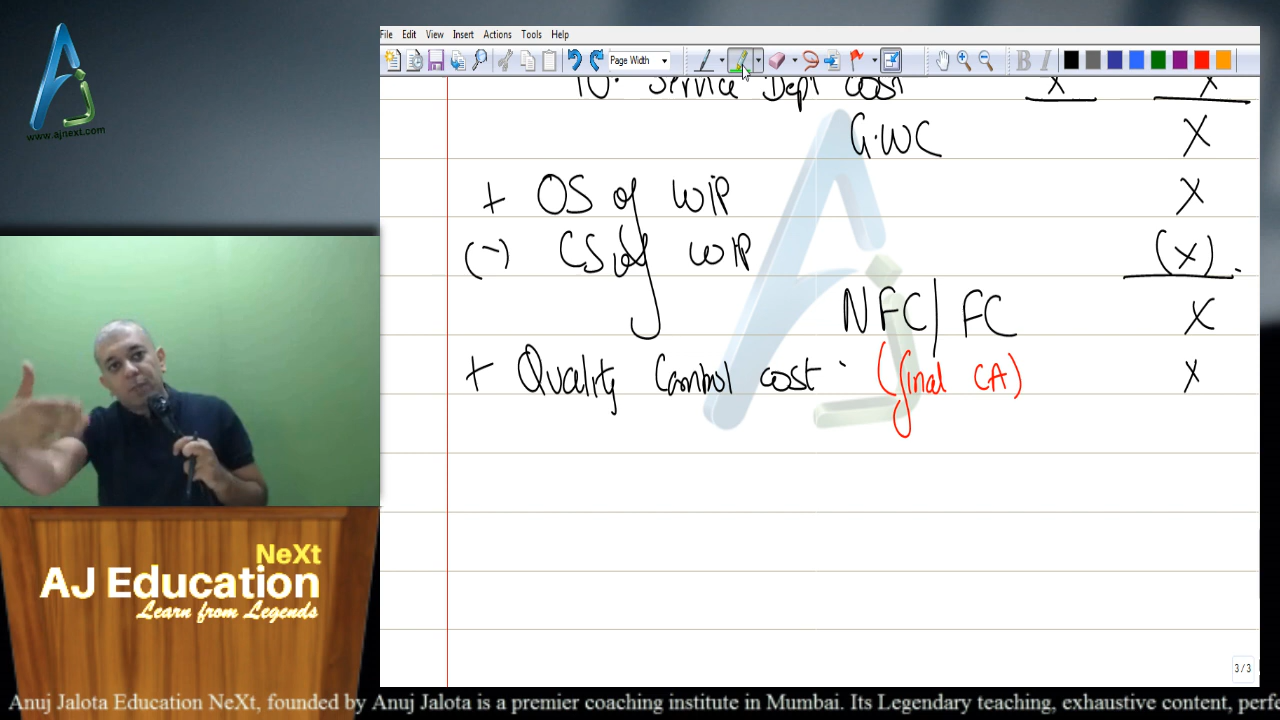 www.ajnext.com
File Edit View Insert Actions Tools Help
Page Width
B I
10. Service Dept cost X X
G.WC X
+ OS of WIP X
(-) CS of WIP (X)
NFC | FC X
+ Quality Control cost (final CA) X
3/3
NeXt
AJ Education
Learn from Legends
Anuj Jalota Education NeXt, founded by Anuj Jalota is a premier coaching institute in Mumbai. Its Legendary teaching, exhaustive content, perfe